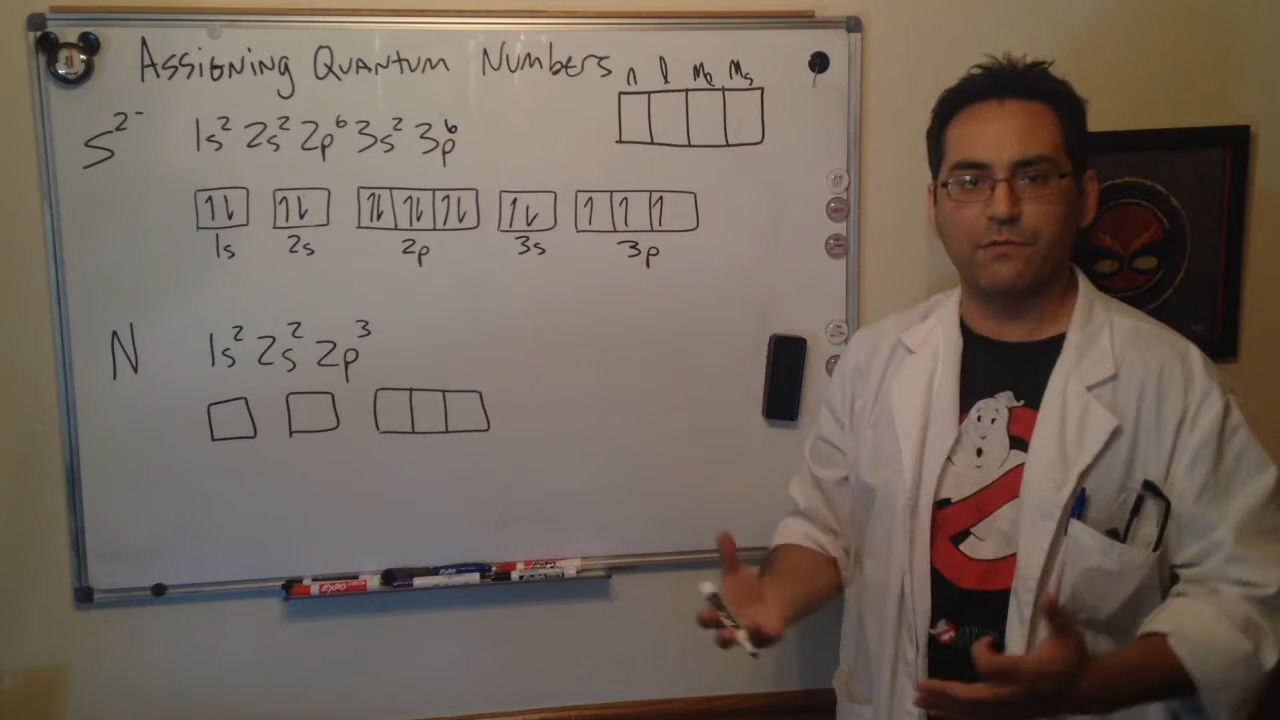 ASSIGNING QUANTUM NUMBERS
n l ml ms
S²⁻ 1s² 2s² 2p⁶ 3s² 3p⁶
↿⇂ ↿⇂ ↿⇂ ↿⇂ ↿⇂ ↿⇂ ↿ ↿ ↿
1s 2s 2p 3s 3p
N 1s² 2s² 2p³
EXPO
EXPO